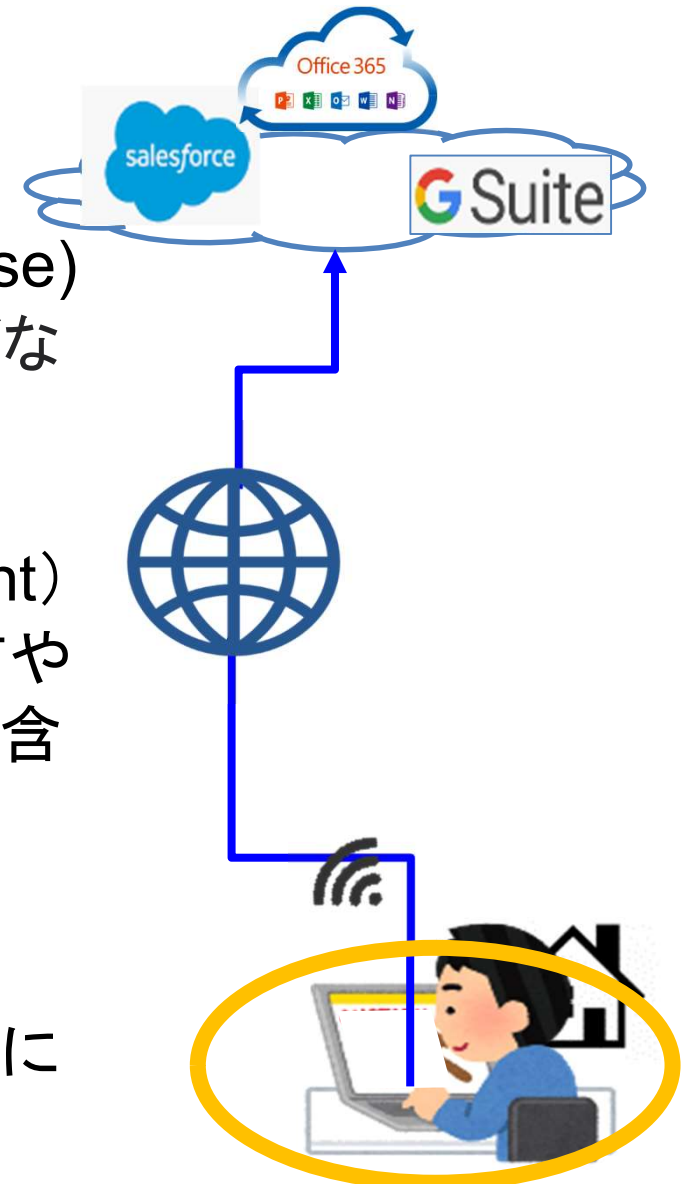 Office 365
P X O W N
salesforce
G Suite
se)
な
nt）
や
含
に